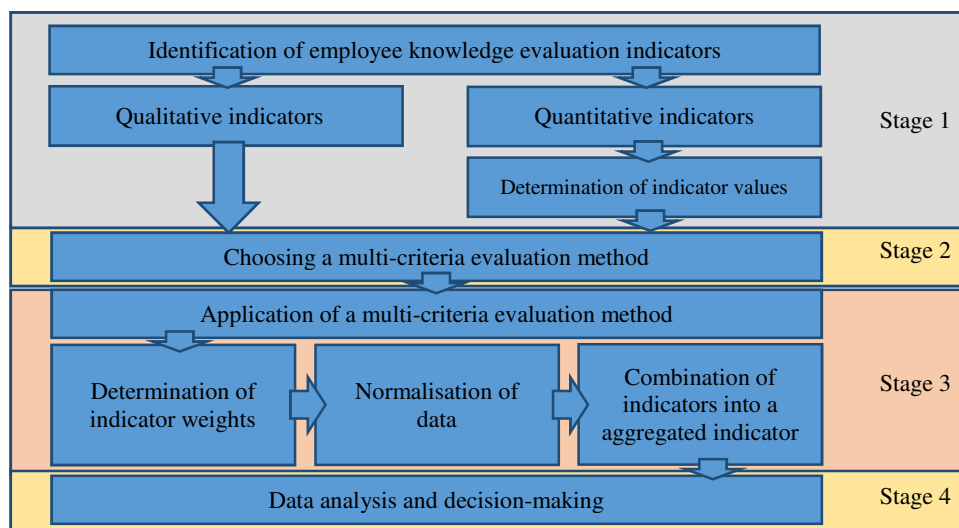 Identification of employee knowledge evaluation indicators
Qualitative indicators
Quantitative indicators
Stage 1
Determination of indicator values
Choosing a multi-criteria evaluation method
Stage 2
Application of a multi-criteria evaluation method
Determination of
indicator weights
Normalisation of
data
Combination of
indicators into a
aggregated indicator
Stage 3
Data analysis and decision-making
Stage 4